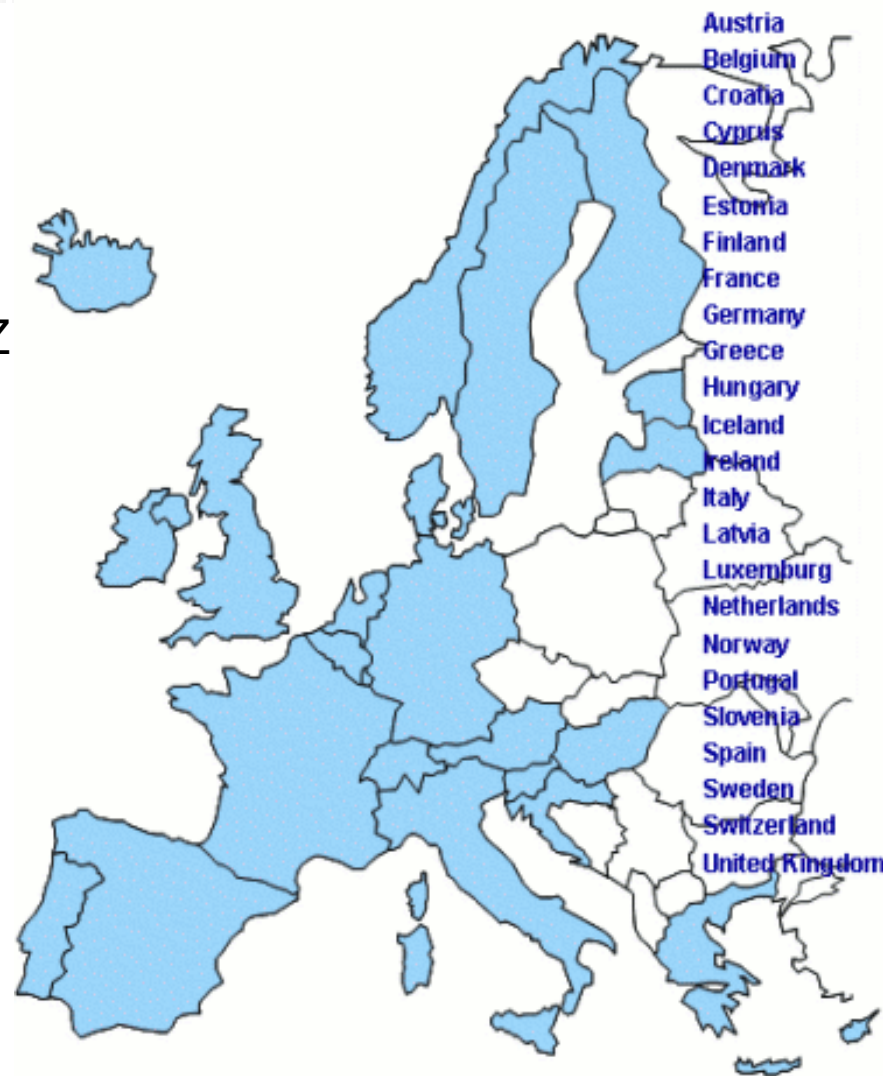 z
Austria
Belgium
Croatia
Cyprus
Denmark
Estonia
Finland
France
Germany
Greece
Hungary
Iceland
Ireland
Italy
Latvia
Luxemburg
Netherlands
Norway
Portugal
Slovenia
Spain
Sweden
Switzerland
United Kingdom